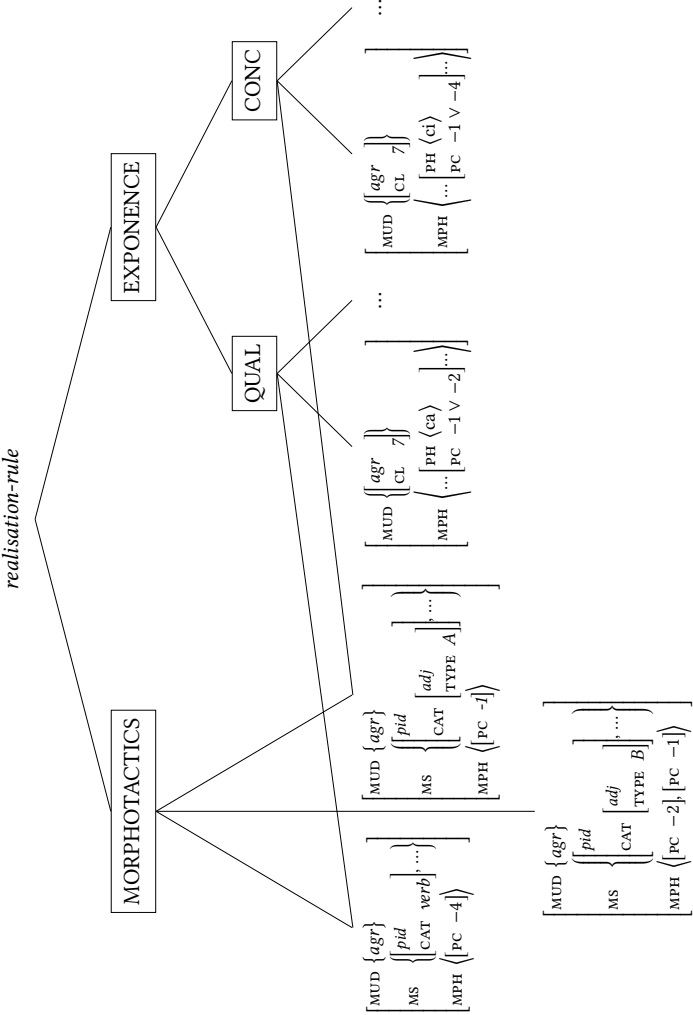 realisation-rule
MORPHOTACTICS EXPONENCE
QUAL CONC
[MUD {agr}
MS {[pid
CAT verb], ...}
MPH ⟨[PC −4]⟩]
[MUD {agr}
MS {[pid
CAT [adj
TYPE A]], ...}
MPH ⟨[PC -1]⟩]
[MUD {[agr
CL 7]}
MPH ⟨... [PH ⟨ca⟩
PC −1 ∨ −2] ...⟩]
...
[MUD {[agr
CL 7]}
MPH ⟨... [PH ⟨ci⟩
PC −1 ∨ −4] ...⟩]
...
[MUD {agr}
MS {[pid
CAT [adj
TYPE B]], ...}
MPH ⟨[PC −2], [PC −1]⟩]